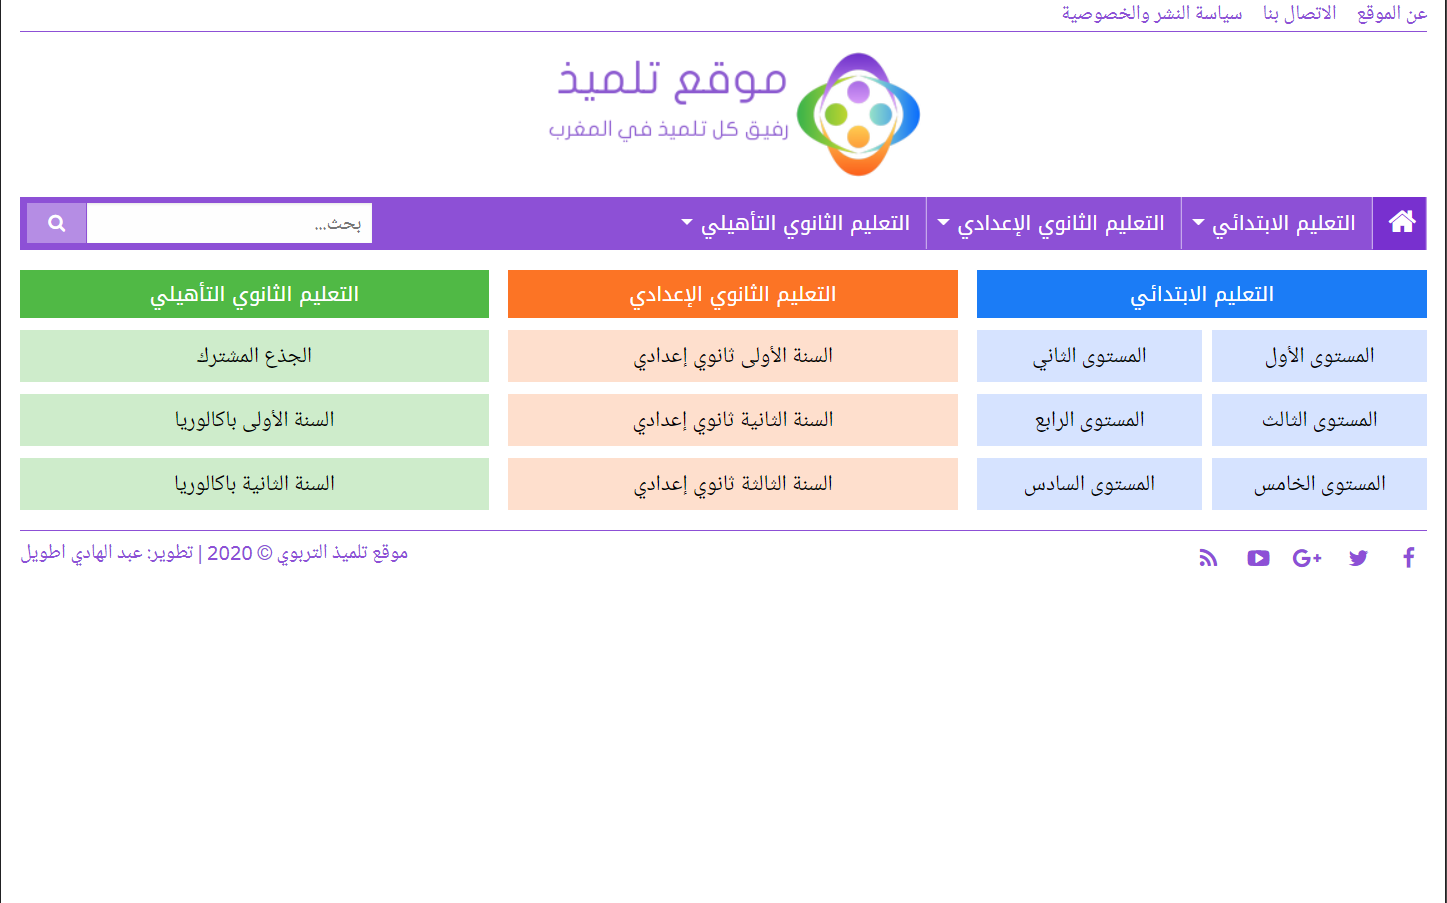 عن الموقع الاتصال بنا سياسة النشر والخصوصية
موقع تلميذ
رفيق كل تلميذ في المغرب
التعليم الابتدائي التعليم الثانوي الإعدادي التعليم الثانوي التأهيلي بحث...
التعليم الابتدائي
المستوى الأول المستوى الثاني
المستوى الثالث المستوى الرابع
المستوى الخامس المستوى السادس
التعليم الثانوي الإعدادي
السنة الأولى ثانوي إعدادي
السنة الثانية ثانوي إعدادي
السنة الثالثة ثانوي إعدادي
التعليم الثانوي التأهيلي
الجذع المشترك
السنة الأولى باكالوريا
السنة الثانية باكالوريا
موقع تلميذ التربوي © 2020 | تطوير: عبد الهادي اطويل